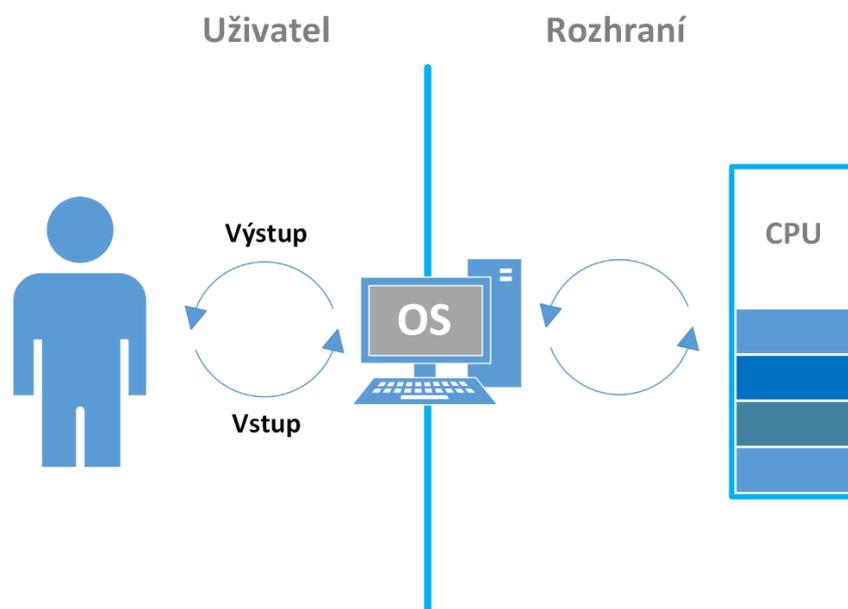 Uživatel
Rozhraní
Výstup
CPU
OS
Vstup